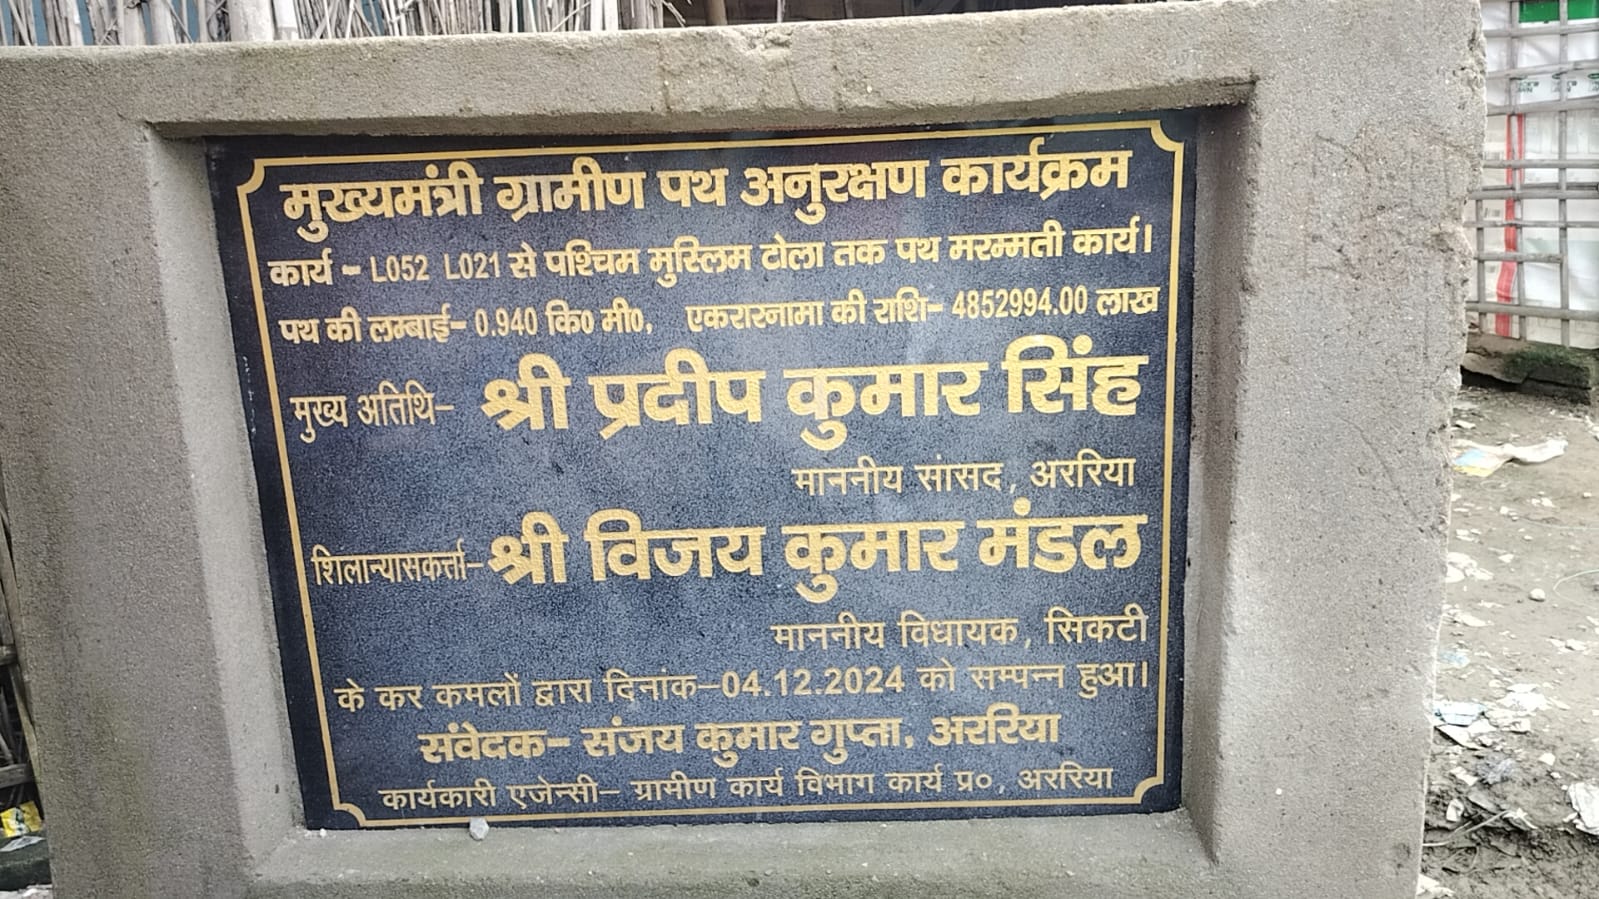 मुख्यमंत्री ग्रामीण पथ अनुरक्षण कार्यक्रम
कार्य - L052 L021 से पश्चिम मुस्लिम टोला तक पथ मरम्मती कार्य।
पथ की लम्बाई- 0.940 कि० मी०, एकरारनामा की राशि- 4852994.00 लाख
मुख्य अतिथि- श्री प्रदीप कुमार सिंह
माननीय सांसद, अररिया
शिलान्यासकर्त्ता- श्री विजय कुमार मंडल
माननीय विधायक, सिकटी
के कर कमलों द्वारा दिनांक-04.12.2024 को सम्पन्न हुआ।
संवेदक- संजय कुमार गुप्ता, अररिया
कार्यकारी एजेन्सी- ग्रामीण कार्य विभाग कार्य प्र०, अररिया